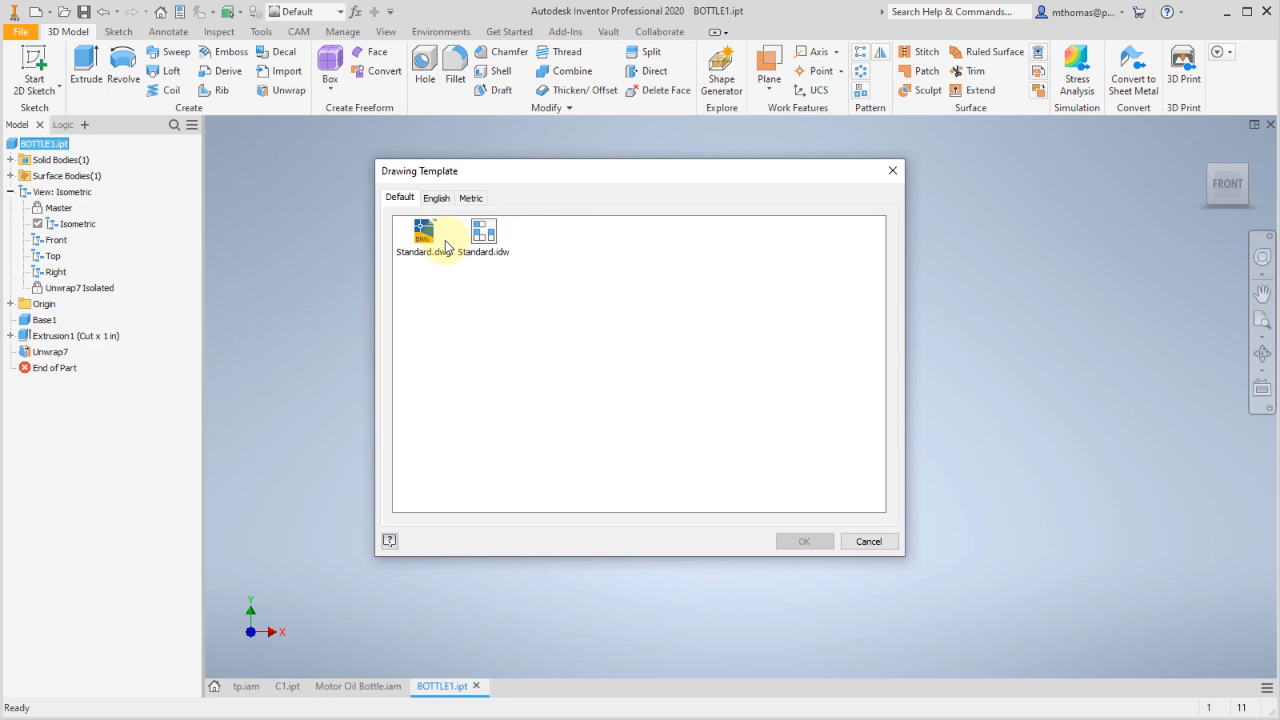 Default
Autodesk Inventor Professional 2020 BOTTLE1.ipt
Search Help & Commands...
mthomas@p...
File 3D Model Sketch Annotate Inspect Tools CAM Manage View Environments Get Started Add-Ins Vault Collaborate
Start
2D Sketch
Sketch
Extrude
Revolve
Sweep
Loft
Coil
Emboss
Derive
Rib
Decal
Import
Unwrap
Create
Box
Face
Convert
Create Freeform
Hole
Fillet
Chamfer
Shell
Draft
Thread
Combine
Thicken/ Offset
Split
Direct
Delete Face
Modify
Shape
Generator
Explore
Plane
Axis
Point
UCS
Work Features
Pattern
Stitch
Patch
Sculpt
Ruled Surface
Trim
Extend
Surface
Stress
Analysis
Simulation
Convert to
Sheet Metal
Convert
3D Print
3D Print
Model
Logic
BOTTLE1.ipt
Solid Bodies(1)
Surface Bodies(1)
View: Isometric
Master
Isometric
Front
Top
Right
Unwrap7 Isolated
Origin
Base1
Extrusion1 (Cut x 1 in)
Unwrap7
End of Part
Drawing Template
Default English Metric
DWG
Standard.idw
OK
Cancel
FRONT
Y
X
tp.iam C1.ipt Motor Oil Bottle.iam BOTTLE1.ipt
Ready
1 11